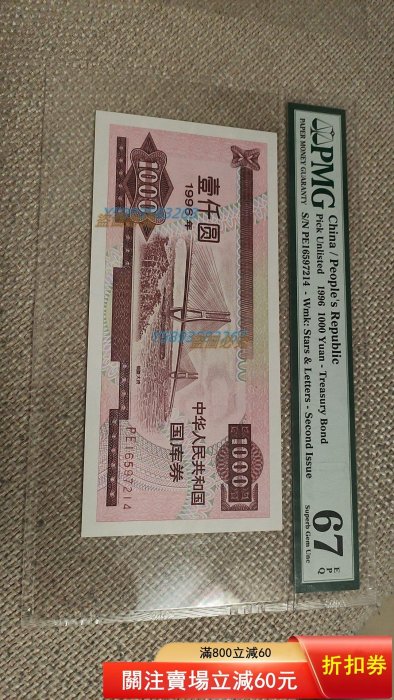 PMG
PAPER MONEY GUARANTY
China / People's Republic
Pick Unlisted 1996 1000 Yuan - Treasury Bond
S/N PE16597214 - Wmk: Stars & Letters - Second Issue
67
EPQ
Superb Gem Unc
1000
壹仟圆
1996年
中华人民共和国
国库券
1000
PE16597214
滿800立減60
關注賣場立減60元
折扣券